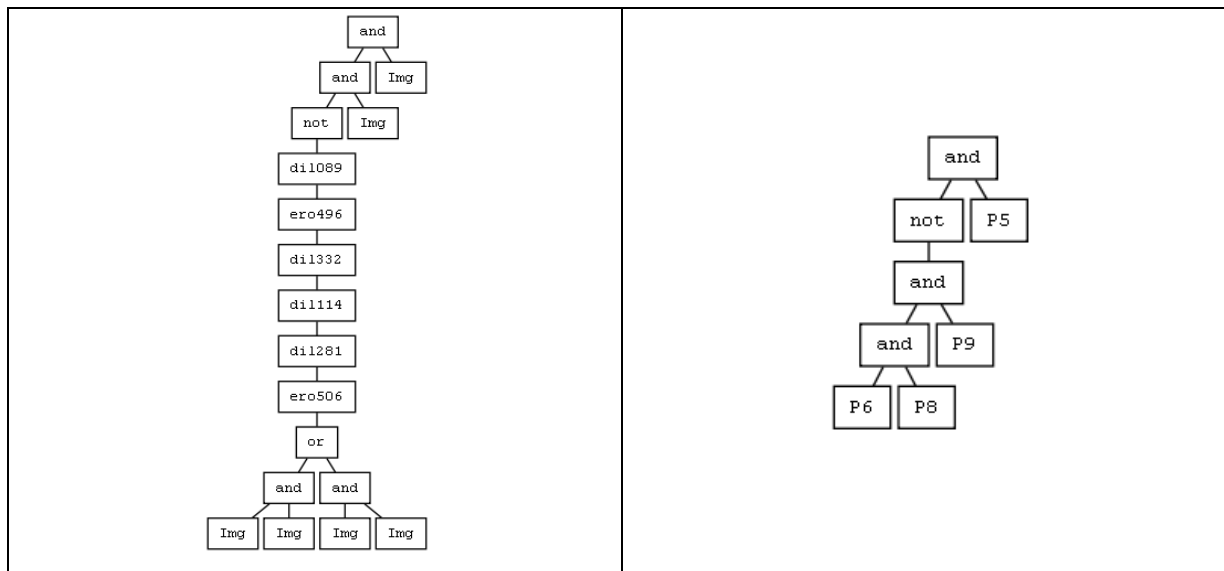 and
and Img
not Img
dil089
ero496
dil332
dil114
dil281
ero506
or
and and
Img Img Img Img
and
not P5
and
and P9
P6 P8